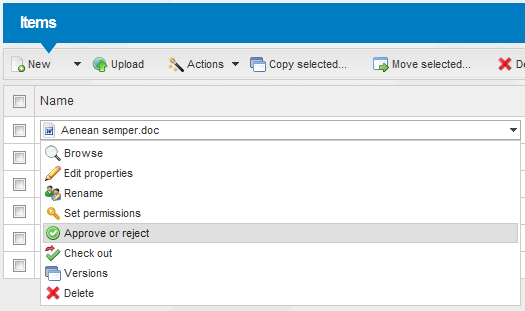 Items
New Upload Actions Copy selected... Move selected... De
Name
Aenean semper.doc
Browse
Edit properties
Rename
Set permissions
Approve or reject
Check out
Versions
Delete